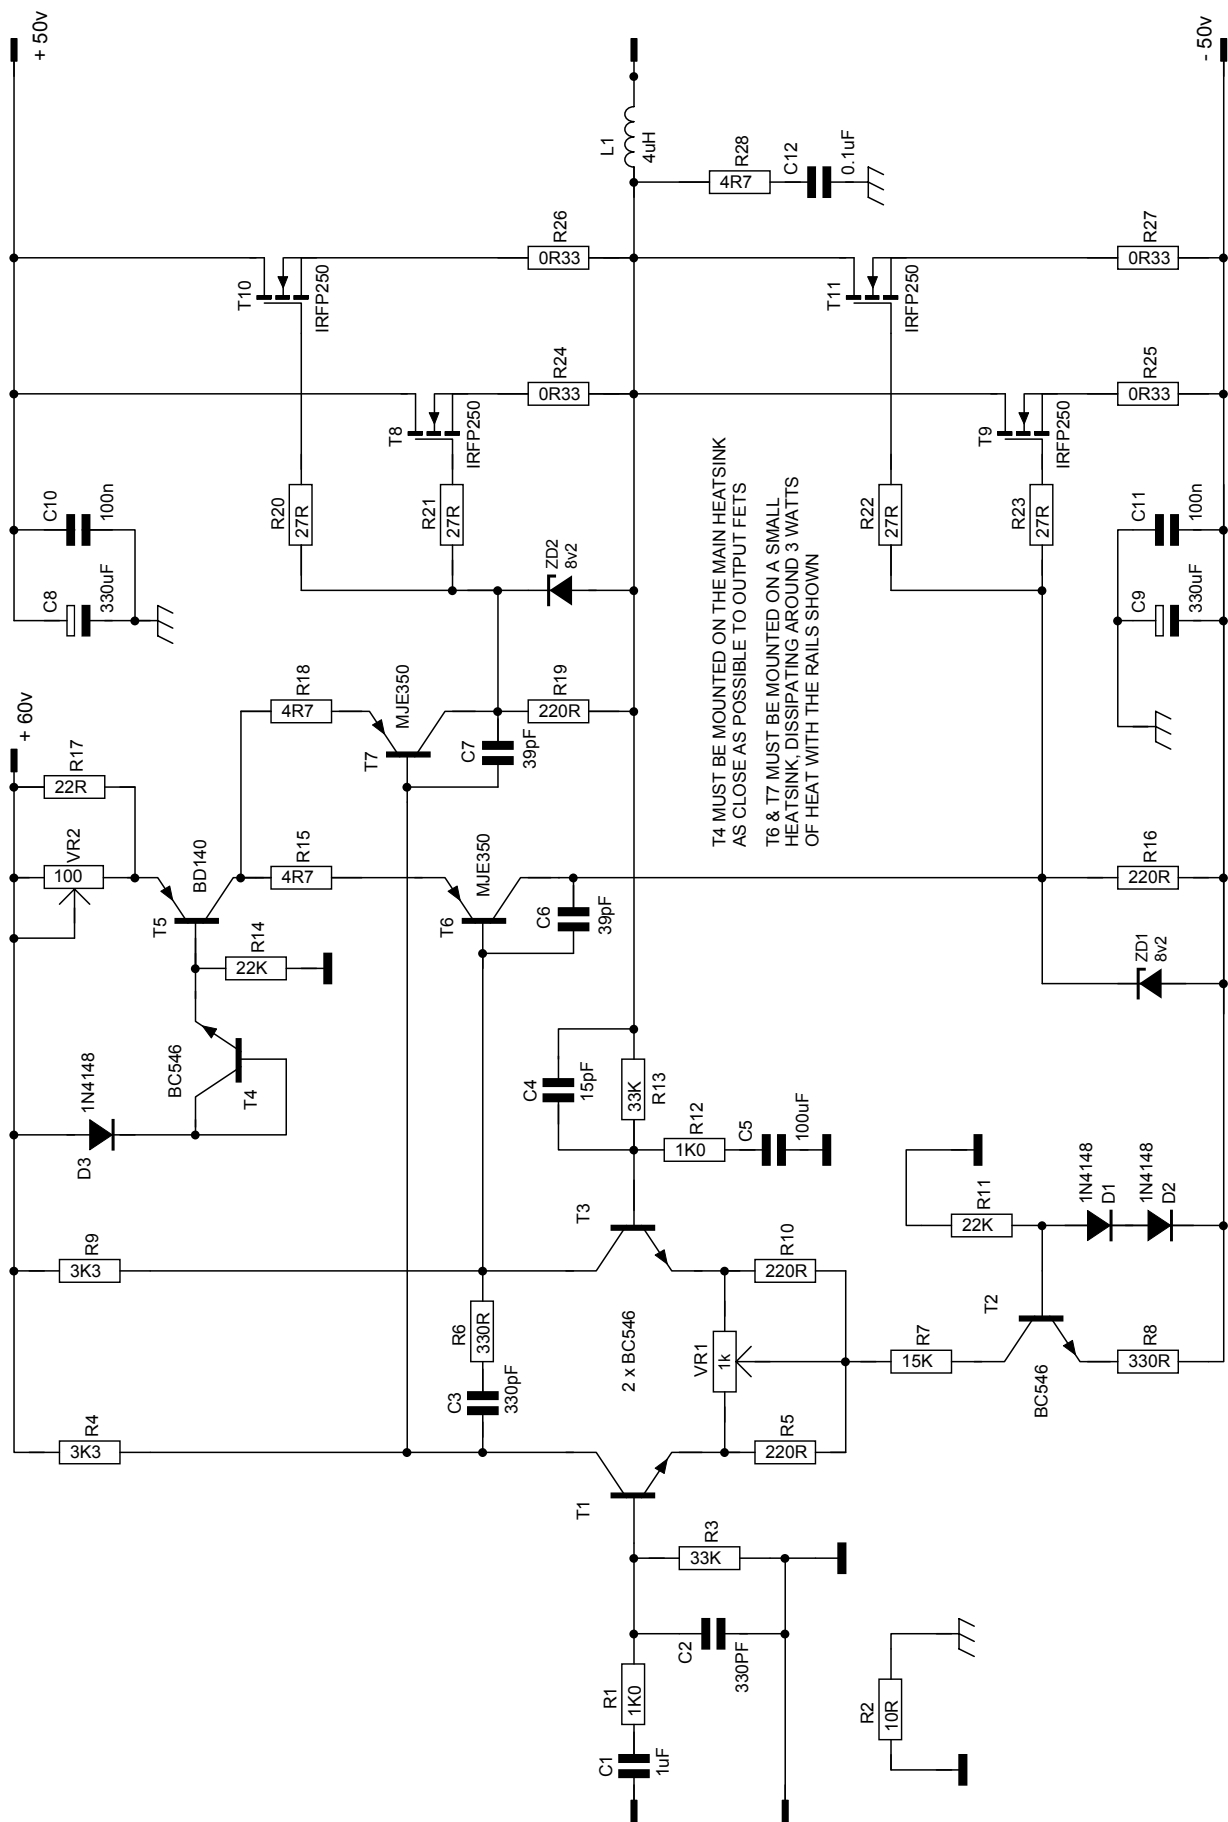 + 50v
- 50v
+ 60v
L1
4uH
R28
4R7
C12
0.1uF
R26
0R33
R27
0R33
T10
IRFP250
T11
IRFP250
R24
0R33
R25
0R33
T8
IRFP250
T9
IRFP250
R20
27R
R21
27R
R22
27R
R23
27R
C10
100n
C8
330uF
ZD2
8v2
C11
100n
C9
330uF
R18
4R7
MJE350
T7
C7
39pF
R19
220R
R17
22R
VR2
100
BD140
T5
R15
4R7
MJE350
T6
C6
39pF
R14
22K
R16
220R
ZD1
8v2
T4 MUST BE MOUNTED ON THE MAIN HEATSINK
AS CLOSE AS POSSIBLE TO OUTPUT FETS
T6 & T7 MUST BE MOUNTED ON A SMALL
HEATSINK, DISSIPATING AROUND 3 WATTS
OF HEAT WITH THE RAILS SHOWN
BC546
T4
1N4148
D3
C4
15pF
33K
R13
R12
1K0
C5
100uF
T3
R11
22K
1N4148
D1
1N4148
D2
R9
3K3
R6
330R
C3
330pF
R4
3K3
2 x BC546
VR1
1k
R10
220R
R5
220R
R7
15K
T2
BC546
R8
330R
T1
R3
33K
C2
330PF
R1
1K0
C1
1uF
R2
10R